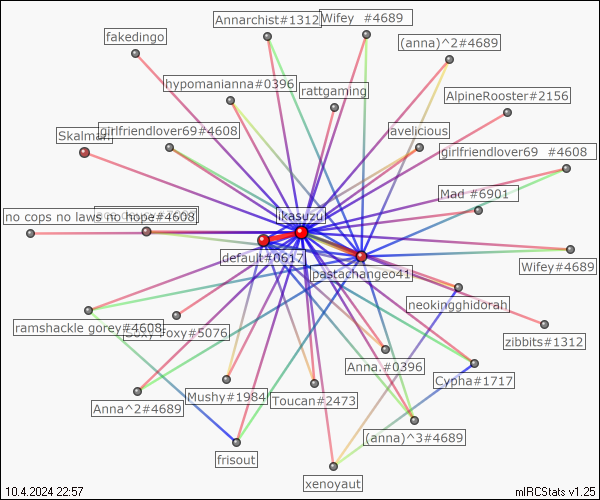 Annarchist#1312
Wifey #4689
fakedingo
(anna)^2#4689
hypomanianna#0396
rattgaming
AlpineRooster#2156
Skalman
girlfriendlover69#4608
avelicious
girlfriendlover69 #4608
Mad #6901
no cops no laws no hope#4608
ikasuzu
default#0617
pastachangeo41
Wifey#4689
neokingghidorah
ramshackle gorey#4608
Foxy#5076
zibbits#1312
Anna.#0396
Cypha#1717
Anna^2#4689
Mushy#1984
Toucan#2473
(anna)^3#4689
frisout
xenoyaut
10.4.2024 22:57
mIRCStats v1.25